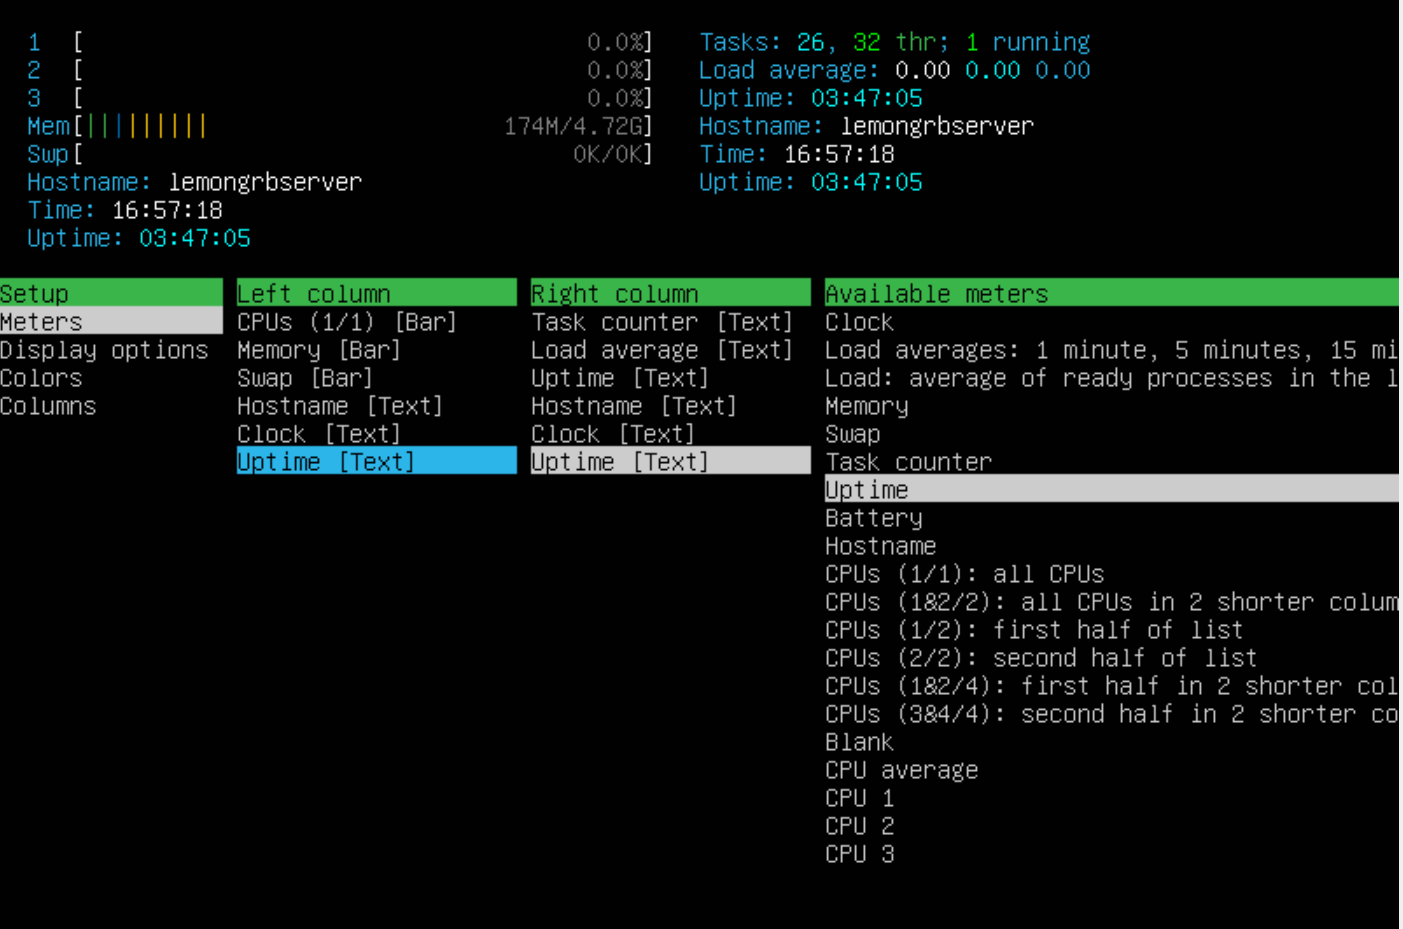 1 [ 0.0%] Tasks: 26, 32 thr; 1 running
2 [ 0.0%] Load average: 0.00 0.00 0.00
3 [ 0.0%] Uptime: 03:47:05
Mem[|||||||||| 174M/4.72G] Hostname: lemongrbserver
Swp[ 0K/0K] Time: 16:57:18
Hostname: lemongrbserver Uptime: 03:47:05
Time: 16:57:18
Uptime: 03:47:05
Setup Left column Right column Available meters
Meters CPUs (1/1) [Bar] Task counter [Text] Clock
Display options Memory [Bar] Load average [Text] Load averages: 1 minute, 5 minutes, 15 mi
Colors Swap [Bar] Uptime [Text] Load: average of ready processes in the l
Columns Hostname [Text] Hostname [Text] Memory
Clock [Text] Clock [Text] Swap
Uptime [Text] Uptime [Text] Task counter
Uptime
Battery
Hostname
CPUs (1/1): all CPUs
CPUs (1&2/2): all CPUs in 2 shorter colum
CPUs (1/2): first half of list
CPUs (2/2): second half of list
CPUs (1&2/4): first half in 2 shorter col
CPUs (3&4/4): second half in 2 shorter co
Blank
CPU average
CPU 1
CPU 2
CPU 3